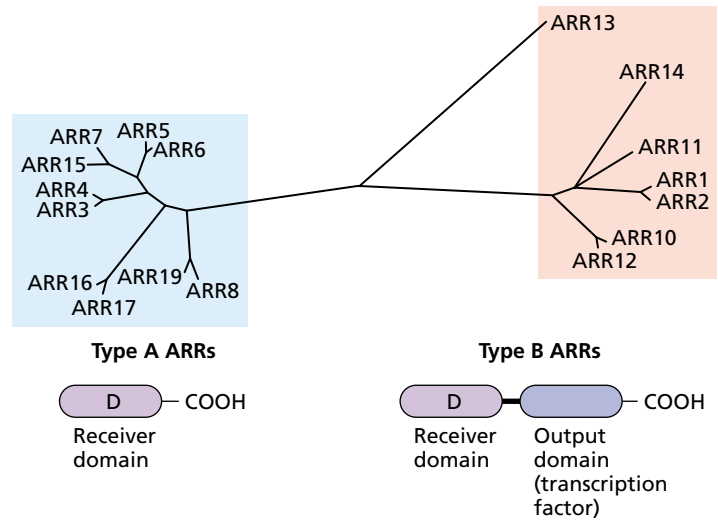 ARR13
ARR14
ARR7
ARR5
ARR6
ARR15
ARR4
ARR3
ARR11
ARR1
ARR2
ARR10
ARR12
ARR16
ARR19
ARR8
ARR17
Type A ARRs
D
COOH
Receiver
domain
Type B ARRs
D
COOH
Receiver
domain
Output
domain
(transcription
factor)